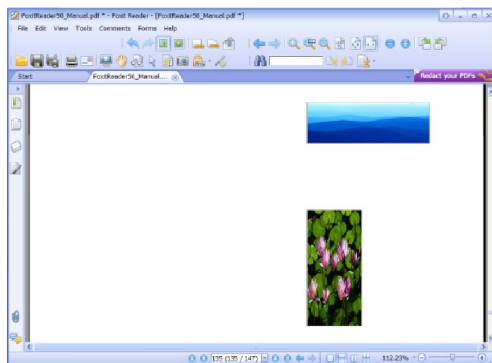 FoxitReader50_Manual.pdf * - Foxit Reader - [FoxitReader50_Manual.pdf *]
File Edit View Tools Comments Forms Help
Start FoxitReader50_Manual.... Redact your PDFs
135 (135 / 147) 112.23%